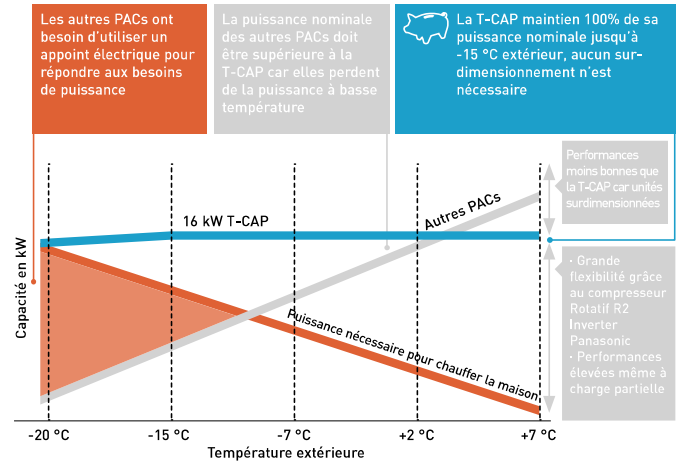 Les autres PACs ont
besoin d'utiliser un
appoint électrique pour
répondre aux besoins
de puissance
La puissance nominale
des autres PACs doit
être supérieure à la
T-CAP car elles perdent
de la puissance à basse
température
La T-CAP maintien 100% de sa
puissance nominale jusqu'à
-15 °C extérieur, aucun sur-
dimensionnement n'est
nécessaire
Performances
moins bonnes que
la T-CAP car unités
surdimensionnées
16 kW T-CAP
Autres PACs
Puissance nécessaire pour chauffer la maison
· Grande
flexibilité grâce
au compresseur
Rotatif R2
Inverter
Panasonic
· Performances
élevées même à
charge partielle
Capacité en kW
-20 °C
-15 °C
-7 °C
+2 °C
+7 °C
Température extérieure